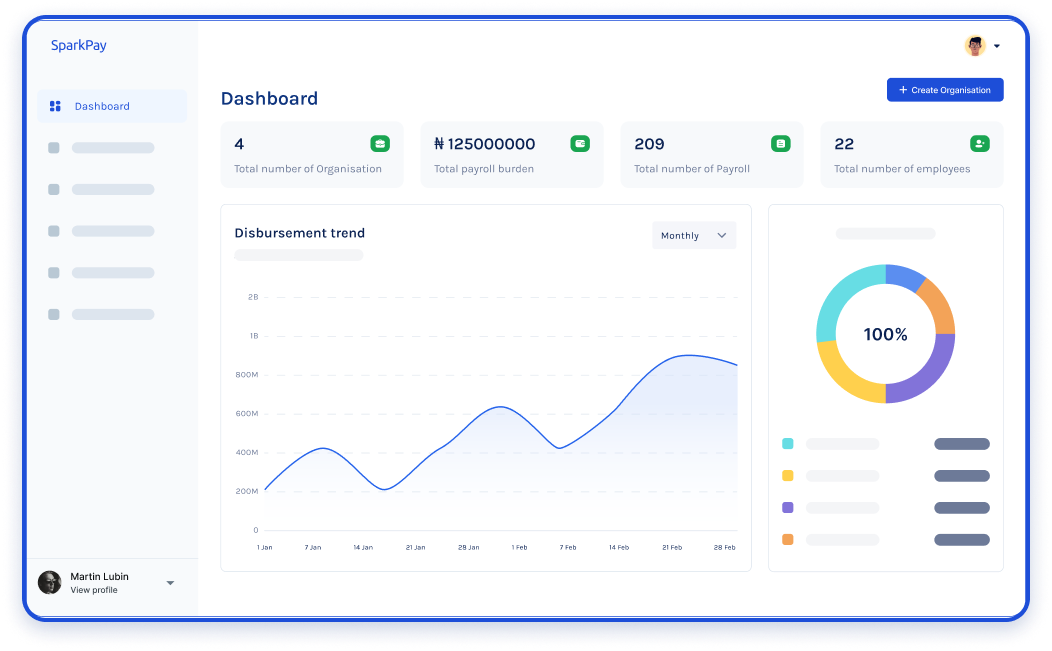 SparkPay
Dashboard
Dashboard
+ Create Organisation
4
Total number of Organisation
₦ 125000000
Total payroll burden
209
Total number of Payroll
22
Total number of employees
Disbursement trend
Monthly
2B
1B
800M
600M
400M
200M
0
1 Jan 7 Jan 14 Jan 21 Jan 29 Jan 1 Feb 7 Feb 14 Feb 21 Feb 28 Feb
100%
Martin Lubin
View profile